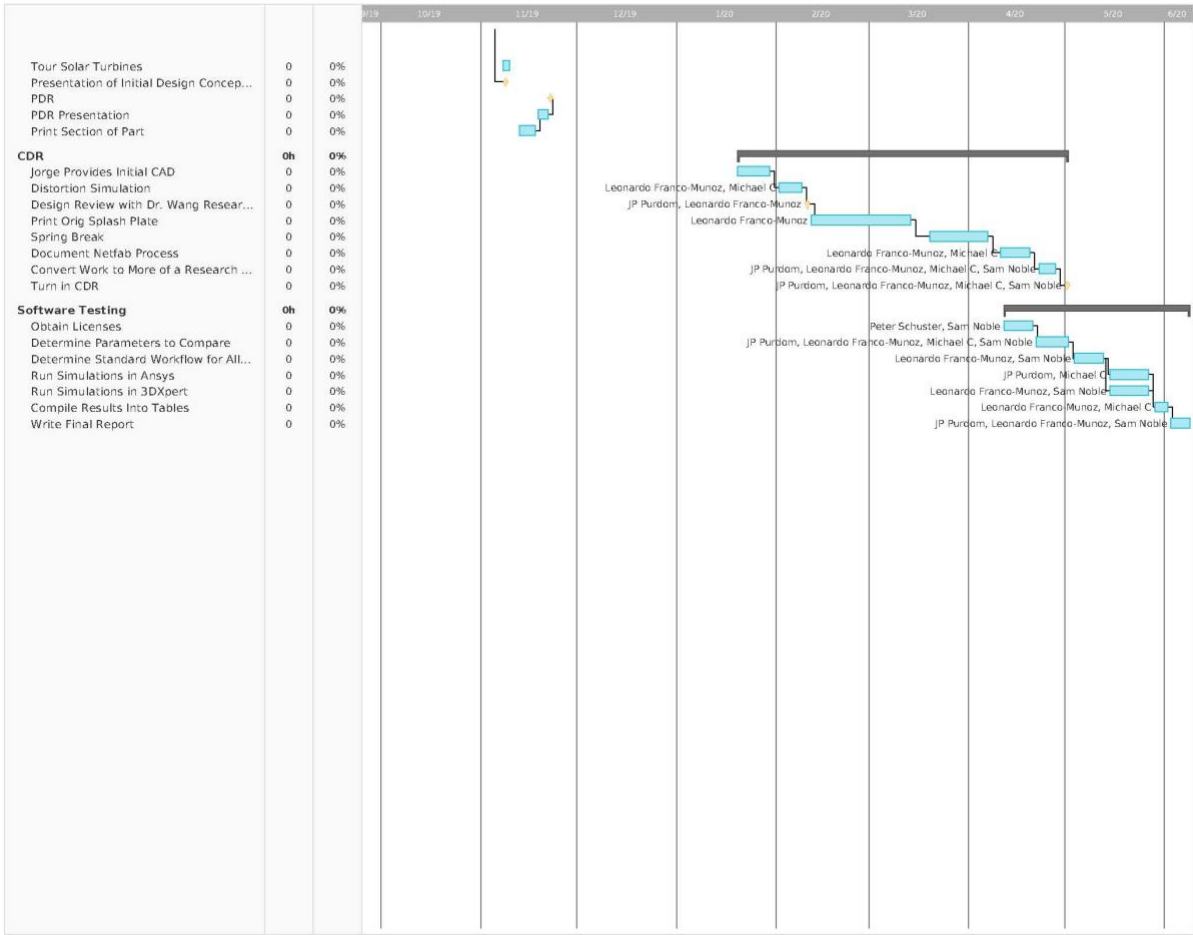 9/19 10/19 11/19 12/19 1/20 2/20 3/20 4/20 5/20 6/20
Tour Solar Turbines 0 0%
Presentation of Initial Design Concep... 0 0%
PDR 0 0%
PDR Presentation 0 0%
Print Section of Part 0 0%
CDR 0h 0%
Jorge Provides Initial CAD 0 0%
Distortion Simulation 0 0% Leonardo Franco-Munoz, Michael C
Design Review with Dr. Wang Resear... 0 0% JP Purdom, Leonardo Franco-Munoz
Print Orig Splash Plate 0 0% Leonardo Franco-Munoz
Spring Break 0 0%
Document Netfab Process 0 0% Leonardo Franco-Munoz, Michael C
Convert Work to More of a Research ... 0 0% JP Purdom, Leonardo Franco-Munoz, Michael C, Sam Noble
Turn in CDR 0 0% JP Purdom, Leonardo Franco-Munoz, Michael C, Sam Noble
Software Testing 0h 0%
Obtain Licenses 0 0% Peter Schuster, Sam Noble
Determine Parameters to Compare 0 0% JP Purdom, Leonardo Franco-Munoz, Michael C, Sam Noble
Determine Standard Workflow for All... 0 0% Leonardo Franco-Munoz, Sam Noble
Run Simulations in Ansys 0 0% JP Purdom, Michael C
Run Simulations in 3DXpert 0 0% Leonardo Franco-Munoz, Sam Noble
Compile Results Into Tables 0 0% Leonardo Franco-Munoz, Michael C
Write Final Report 0 0% JP Purdom, Leonardo Franco-Munoz, Sam Noble